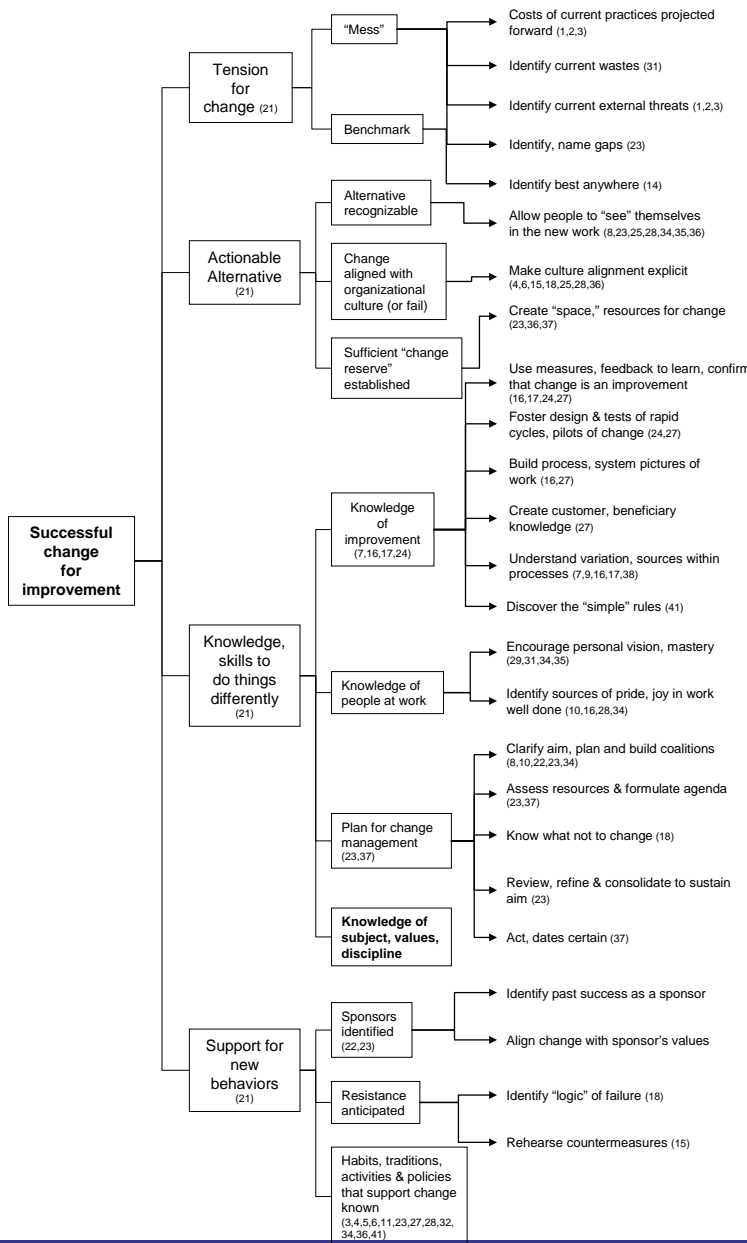 Successful
change
for
improvement
Tension
for
change (21)
“Mess”
Costs of current practices projected
forward (1,2,3)
Identify current wastes (31)
Identify current external threats (1,2,3)
Benchmark
Identify, name gaps (23)
Identify best anywhere (14)
Actionable
Alternative
(21)
Alternative
recognizable
Allow people to “see” themselves
in the new work (8,23,25,28,34,35,36)
Change
aligned with
organizational
culture (or fail)
Make culture alignment explicit
(4,6,15,18,25,28,36)
Sufficient “change
reserve”
established
Create “space,” resources for change
(23,36,37)
Knowledge,
skills to
do things
differently
(21)
Knowledge
of
improvement
(7,16,17,24)
Use measures, feedback to learn, confirm
that change is an improvement
(16,17,24,27)
Foster design & tests of rapid
cycles, pilots of change (24,27)
Build process, system pictures of
work (16,27)
Create customer, beneficiary
knowledge (27)
Understand variation, sources within
processes (7,9,16,17,38)
Discover the “simple” rules (41)
Knowledge of
people at work
Encourage personal vision, mastery
(29,31,34,35)
Identify sources of pride, joy in work
well done (10,16,28,34)
Plan for change
management
(23,37)
Clarify aim, plan and build coalitions
(8,10,22,23,34)
Assess resources & formulate agenda
(23,37)
Know what not to change (18)
Review, refine & consolidate to sustain
aim (23)
Act, dates certain (37)
Knowledge of
subject, values,
discipline
Support for
new
behaviors
(21)
Sponsors
identified
(22,23)
Identify past success as a sponsor
Align change with sponsor’s values
Resistance
anticipated
Identify “logic” of failure (18)
Rehearse countermeasures (15)
Habits, traditions,
activities & policies
that support change
known
(3,4,5,6,11,23,27,28,32,
34,36,41)